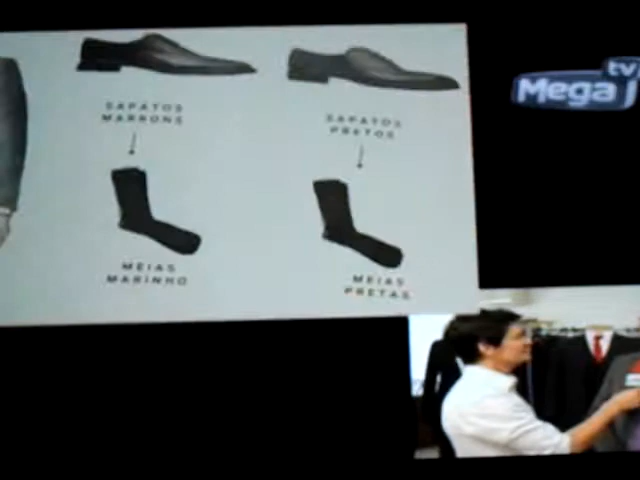 tv
Mega J
SAPATOS
MARRONS
SAPATOS
PRETOS
MEIAS
MARINHO
MEIAS
PRETAS